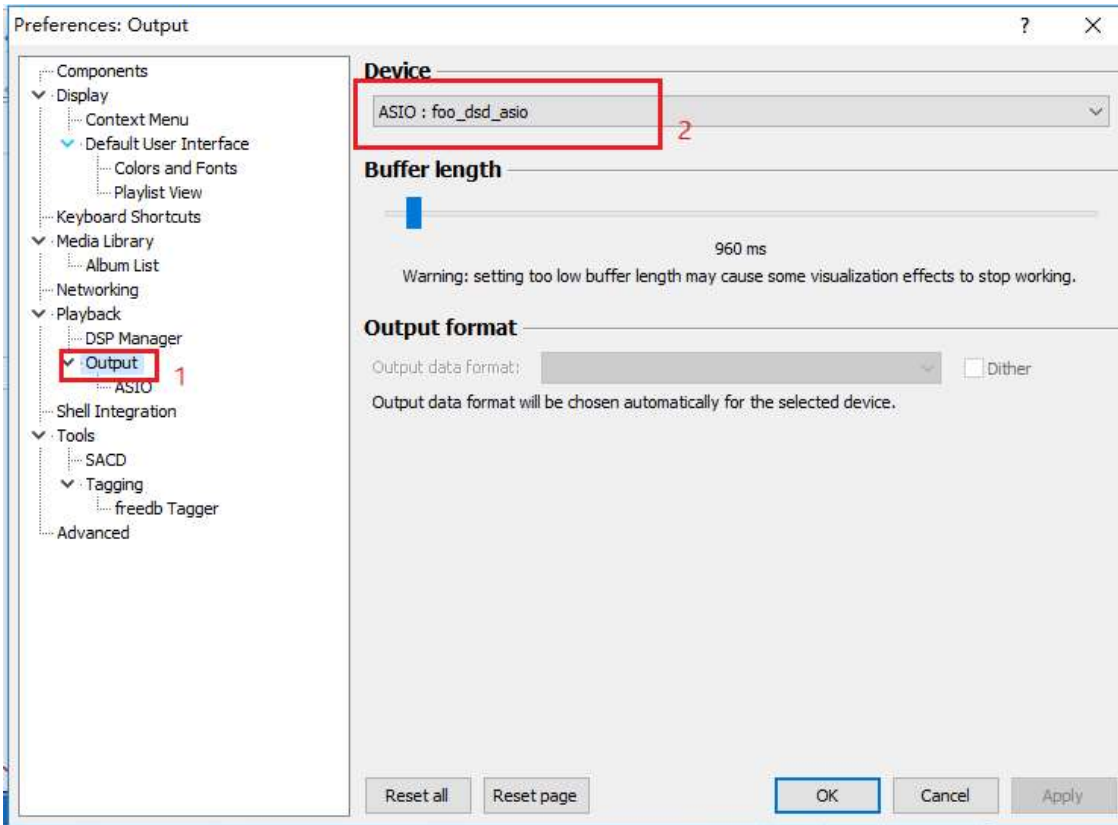 Preferences: Output
?
Components
Display
Context Menu
Default User Interface
Colors and Fonts
Playlist View
Keyboard Shortcuts
Media Library
Album List
Networking
Playback
DSP Manager
Output
1
ASIO
Shell Integration
Tools
SACD
Tagging
freedb Tagger
Advanced
Device
ASIO : foo_dsd_asio
2
Buffer length
960 ms
Warning: setting too low buffer length may cause some visualization effects to stop working.
Output format
Output data format: Dither
Output data format will be chosen automatically for the selected device.
Reset all Reset page OK Cancel Apply